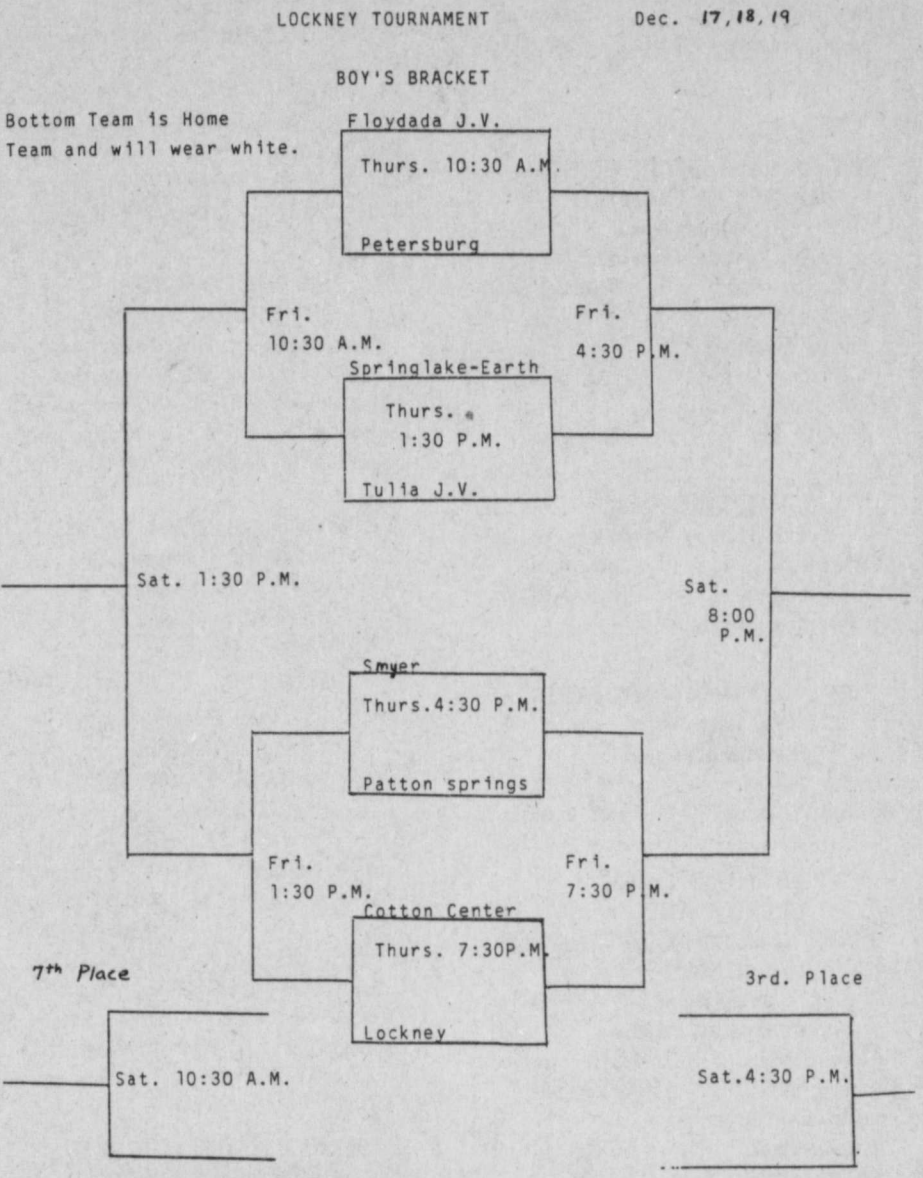 LOCKNEY TOURNAMENT Dec. 17, 18, 19
BOY'S BRACKET
Bottom Team is Home
Team and will wear white.
Floydada J.V.
Thurs. 10:30 A.M.
Petersburg
Fri.
10:30 A.M.
Fri.
4:30 P.M.
Springlake-Earth
Thurs.
1:30 P.M.
Tulia J.V.
Sat. 1:30 P.M.
Sat.
8:00
P.M.
Smyer
Thurs.4:30 P.M.
Patton springs
Fri.
1:30 P.M.
Fri.
7:30 P.M.
Cotton Center
Thurs. 7:30P.M.
Lockney
7th Place
Sat. 10:30 A.M.
3rd. Place
Sat.4:30 P.M.